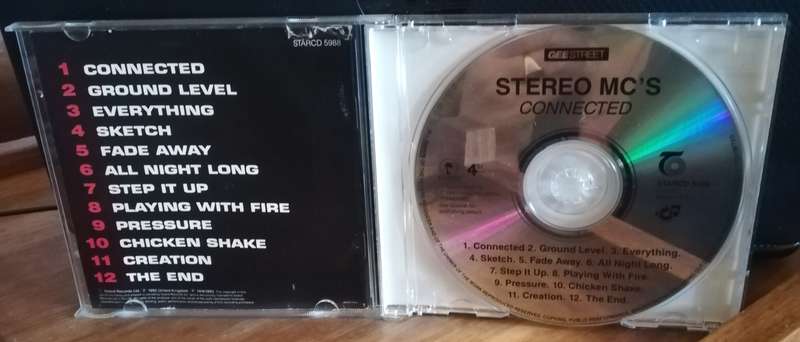 STARCD 5988
1 CONNECTED
2 GROUND LEVEL
3 EVERYTHING
4 SKETCH
5 FADE AWAY
6 ALL NIGHT LONG
7 STEP IT UP
8 PLAYING WITH FIRE
9 PRESSURE
10 CHICKEN SHAKE
11 CREATION
12 THE END
GEESTREET
STEREO MC'S
CONNECTED
STARCD 5988
1. Connected 2. Ground Level. 3. Everything.
4. Sketch. 5. Fade Away. 6. All Night Long.
7. Step It Up. 8. Playing With Fire.
9. Pressure. 10. Chicken Shake.
11. Creation. 12. The End.